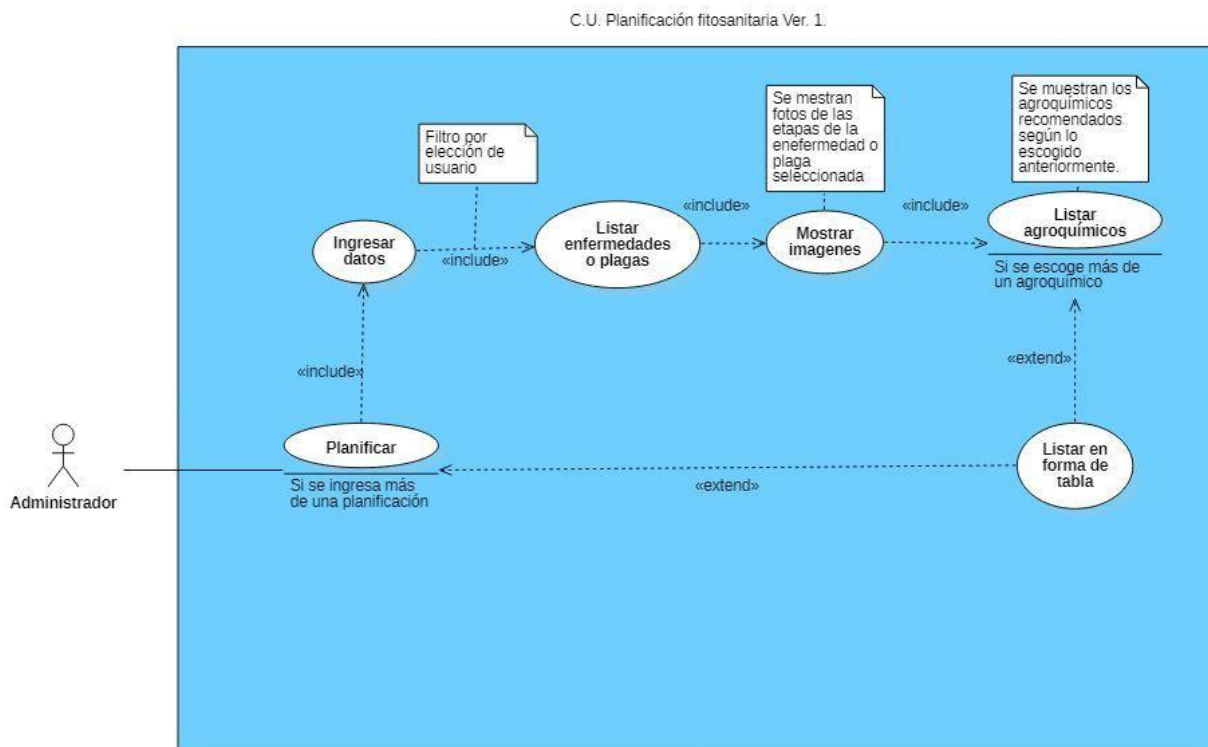 C.U. Planificación fitosanitaria Ver. 1.
Filtro por
elección de
usuario
Se mestran
fotos de las
etapas de la
enefermedad o
plaga
seleccionada
Se muestran los
agroquímicos
recomendados
según lo
escogido
anteriormente.
Ingresar
datos
«include»
Listar
enfermedades
o plagas
«include»
Mostrar
imagenes
«include»
Listar
agroquímicos
Si se escoge más de
un agroquímico
«include»
«extend»
Administrador
Planificar
Si se ingresa más
de una planificación
«extend»
Listar en
forma de
tabla